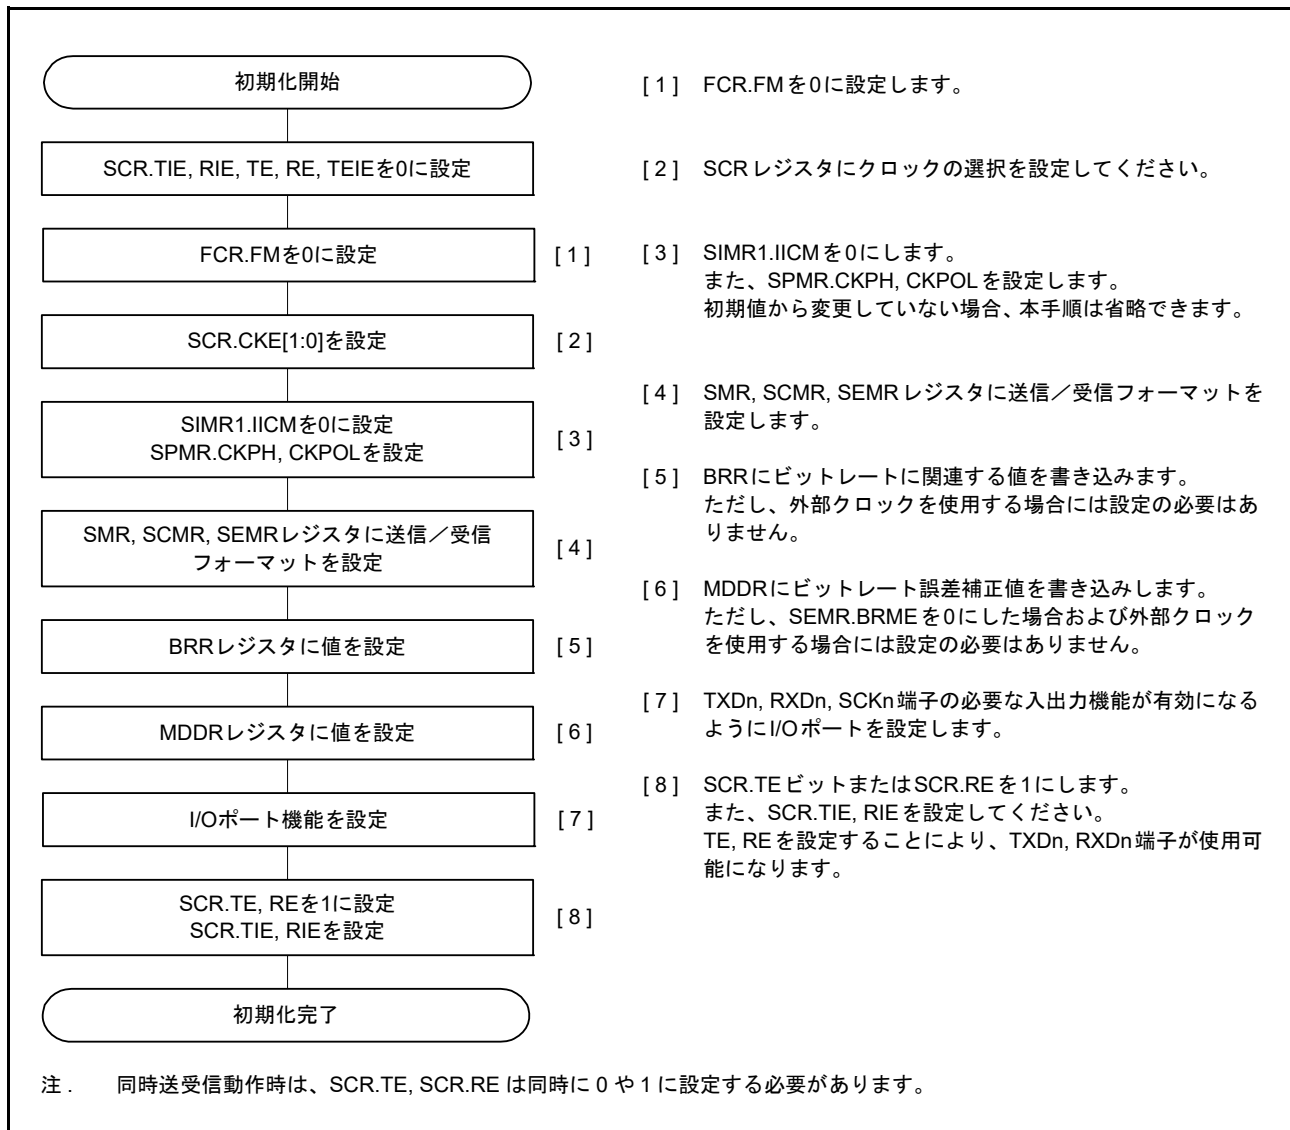 初期化開始
SCR.TIE, RIE, TE, RE, TEIEを0に設定
FCR.FMを0に設定
[ 1 ]
SCR.CKE[1:0]を設定
[ 2 ]
SIMR1.IICMを0に設定
SPMR.CKPH, CKPOLを設定
[ 3 ]
SMR, SCMR, SEMRレジスタに送信／受信
フォーマットを設定
[ 4 ]
BRRレジスタに値を設定
[ 5 ]
MDDRレジスタに値を設定
[ 6 ]
I/Oポート機能を設定
[ 7 ]
SCR.TE, REを1に設定
SCR.TIE, RIEを設定
[ 8 ]
初期化完了
[ 1 ] FCR.FMを0に設定します。
[ 2 ] SCRレジスタにクロックの選択を設定してください。
[ 3 ] SIMR1.IICMを0にします。
また、SPMR.CKPH, CKPOLを設定します。
初期値から変更していない場合、本手順は省略できます。
[ 4 ] SMR, SCMR, SEMRレジスタに送信／受信フォーマットを
設定します。
[ 5 ] BRRにビットレートに関連する値を書き込みます。
ただし、外部クロックを使用する場合には設定の必要はあ
りません。
[ 6 ] MDDRにビットレート誤差補正値を書き込みします。
ただし、SEMR.BRMEを0にした場合および外部クロック
を使用する場合には設定の必要はありません。
[ 7 ] TXDn, RXDn, SCKn端子の必要な入出力機能が有効になる
ようにI/Oポートを設定します。
[ 8 ] SCR.TEビットまたはSCR.REを1にします。
また、SCR.TIE, RIEを設定してください。
TE, REを設定することにより、TXDn, RXDn端子が使用可
能になります。
注 . 同時送受信動作時は、SCR.TE, SCR.RE は同時に 0 や 1 に設定する必要があります。